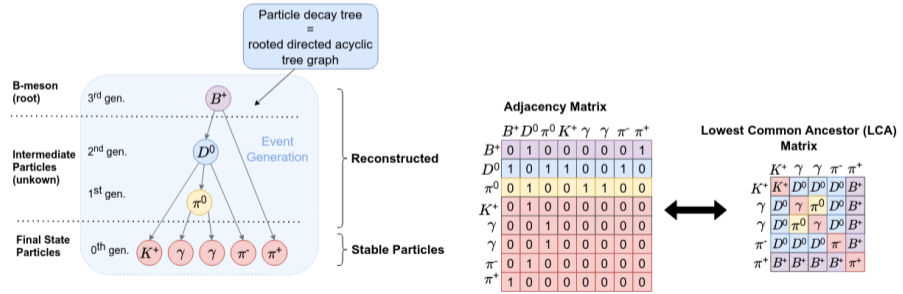 Particle decay tree
=
rooted directed acyclic
tree graph
B-meson
(root)
3rd gen.
B+
Event
Generation
Intermediate
Particles
(unkown)
2nd gen.
D0
1st gen.
π0
Reconstructed
Final State
Particles
0th gen.
K+ γ γ π- π+
Stable Particles
Adjacency Matrix
B+ D0 π0 K+ γ γ π- π+
B+ 0 1 0 0 0 0 0 1
D0 1 0 1 1 0 0 1 0
π0 0 1 0 0 1 1 0 0
K+ 0 1 0 0 0 0 0 0
γ 0 0 1 0 0 0 0 0
γ 0 0 1 0 0 0 0 0
π- 0 1 0 0 0 0 0 0
π+ 1 0 0 0 0 0 0 0
Lowest Common Ancestor (LCA)
Matrix
K+ γ γ π- π+
K+ K+ D0 D0 D0 B+
γ D0 γ π0 D0 B+
γ D0 π0 γ D0 B+
π- D0 D0 D0 π- B+
π+ B+ B+ B+ B+ π+